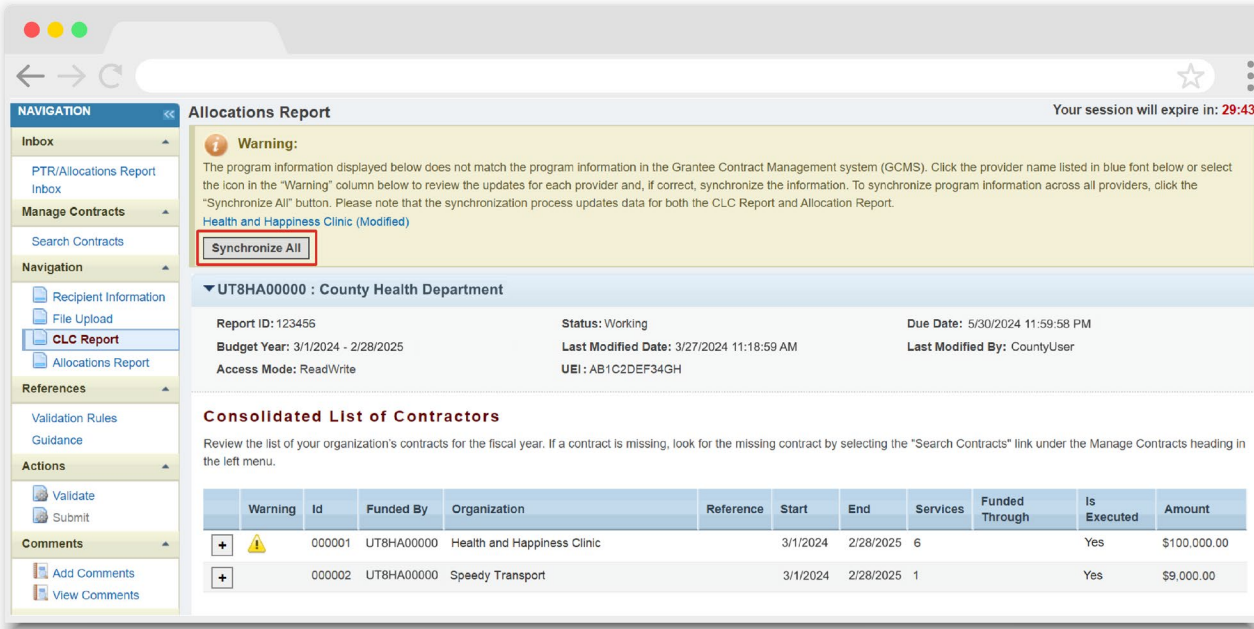 NAVIGATION
Inbox
PTR/Allocations Report
Inbox
Manage Contracts
Search Contracts
Navigation
Recipient Information
File Upload
CLC Report
Allocations Report
References
Validation Rules
Guidance
Actions
Validate
Submit
Comments
Add Comments
View Comments
Allocations Report
Your session will expire in: 29:43
Warning:
The program information displayed below does not match the program information in the Grantee Contract Management system (GCMS). Click the provider name listed in blue font below or select
the icon in the “Warning” column below to review the updates for each provider and, if correct, synchronize the information. To synchronize program information across all providers, click the
“Synchronize All” button. Please note that the synchronization process updates data for both the CLC Report and Allocation Report.
Health and Happiness Clinic (Modified)
Synchronize All
UT8HA00000 : County Health Department
Report ID: 123456 Status: Working Due Date: 5/30/2024 11:59:58 PM
Budget Year: 3/1/2024 - 2/28/2025 Last Modified Date: 3/27/2024 11:18:59 AM Last Modified By: CountyUser
Access Mode: ReadWrite UEI: AB1C2DEF34GH
Consolidated List of Contractors
Review the list of your organization's contracts for the fiscal year. If a contract is missing, look for the missing contract by selecting the "Search Contracts" link under the Manage Contracts heading in
the left menu.
Warning Id Funded By Organization Reference Start End Services Funded Through Is Executed Amount
000001 UT8HA00000 Health and Happiness Clinic 3/1/2024 2/28/2025 6 Yes $100,000.00
000002 UT8HA00000 Speedy Transport 3/1/2024 2/28/2025 1 Yes $9,000.00